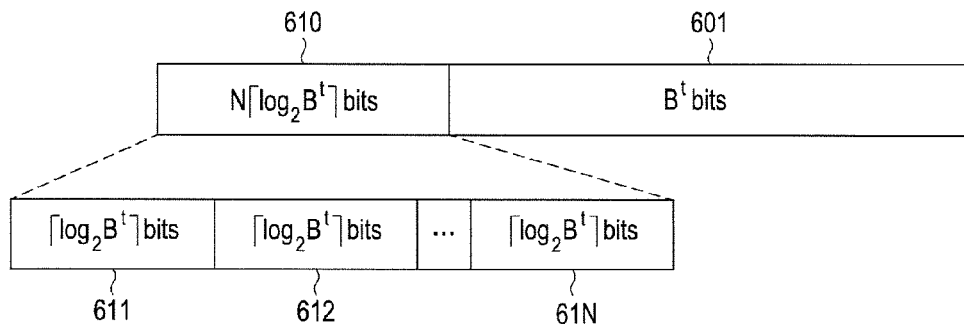 610 601
N⌈log₂Bᵗ⌉ bits Bᵗ bits
⌈log₂Bᵗ⌉ bits ⌈log₂Bᵗ⌉ bits ... ⌈log₂Bᵗ⌉ bits
611 612 61N